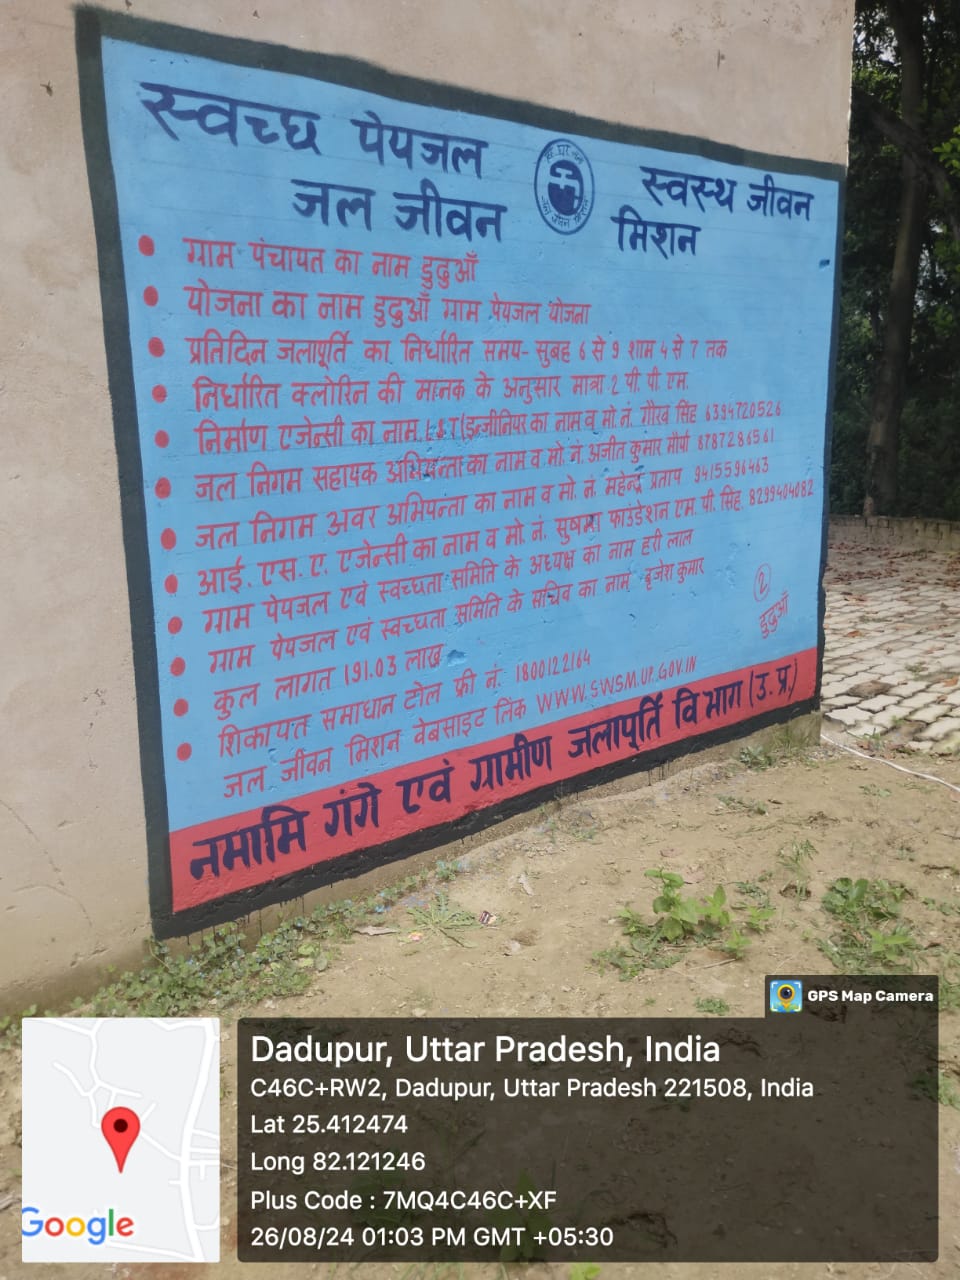 स्वच्छ पेयजल
स्वस्थ जीवन
जल जीवन
मिशन
ग्राम पंचायत का नाम डुदुआँ
योजना का नाम डुदुआँ ग्राम पेयजल योजना
प्रतिदिन जलापूर्ति का निर्धारित समय- सुबह 6 से 9 शाम 4 से 7 तक
निर्धारित क्लोरिन की मानक के अनुसार मात्रा 2 पी. पी. एम.
निर्माण एजेन्सी का नाम L&T (इन्जीनियर का नाम व मो. नं. गौरव सिंह 6394720526
जल निगम सहायक अभियन्ता का नाम व मो. नं. अजीत कुमार मौर्या 8787286561
जल निगम अवर अभियन्ता का नाम व मो. नं. महेन्द्र प्रताप 9415596463
आई. एस. ए. एजेन्सी का नाम व मो. नं. सुषमा फाउंडेशन एम. पी. सिंह 8299404082
ग्राम पेयजल एवं स्वच्छता समिति के अध्यक्ष का नाम हरी लाल
ग्राम पेयजल एवं स्वच्छता समिति के सचिव का नाम बृजेश कुमार
कुल लागत 191.03 लाख
शिकायत समाधान टोल फ्री नं. 1800122164
जल जीवन मिशन वेबसाइट लिंक WWW.SWSM.UP.GOV.IN
2
डुदुआँ
नमामि गंगे एवं ग्रामीण जलापूर्ति विभाग (उ. प्र.)
GPS Map Camera
Dadupur, Uttar Pradesh, India
C46C+RW2, Dadupur, Uttar Pradesh 221508, India
Lat 25.412474
Long 82.121246
Plus Code : 7MQ4C46C+XF
26/08/24 01:03 PM GMT +05:30
Google